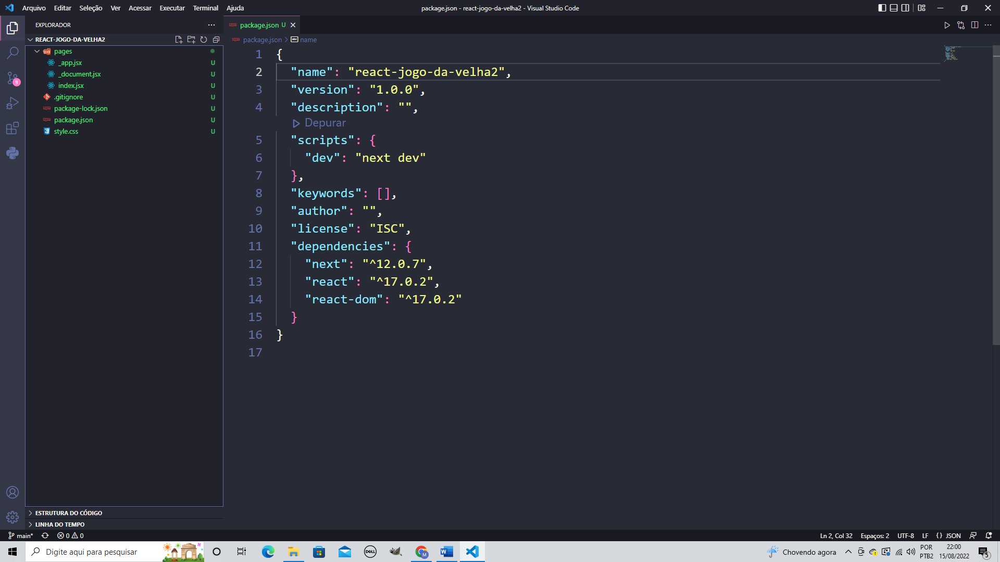 Arquivo Editar Seleção Ver Acessar Executar Terminal Ajuda
package.json - react-jogo-da-velha2 - Visual Studio Code
EXPLORADOR
REACT-JOGO-DA-VELHA2
pages
_app.jsx U
_document.jsx U
index.jsx U
.gitignore U
package-lock.json U
package.json U
style.css U
9
ESTRUTURA DO CÓDIGO
LINHA DO TEMPO
package.json U
package.json > name
1 {
2 "name": "react-jogo-da-velha2",
3 "version": "1.0.0",
4 "description": "",
Depurar
5 "scripts": {
6 "dev": "next dev"
7 },
8 "keywords": [],
9 "author": "",
10 "license": "ISC",
11 "dependencies": {
12 "next": "^12.0.7",
13 "react": "^17.0.2",
14 "react-dom": "^17.0.2"
15 }
16 }
17
main* 0 0
Ln 2, Col 32 Espaços: 2 UTF-8 LF {} JSON
Digite aqui para pesquisar
DELL
M
W
Chovendo agora
POR
PTB2
22:00
15/08/2022
5